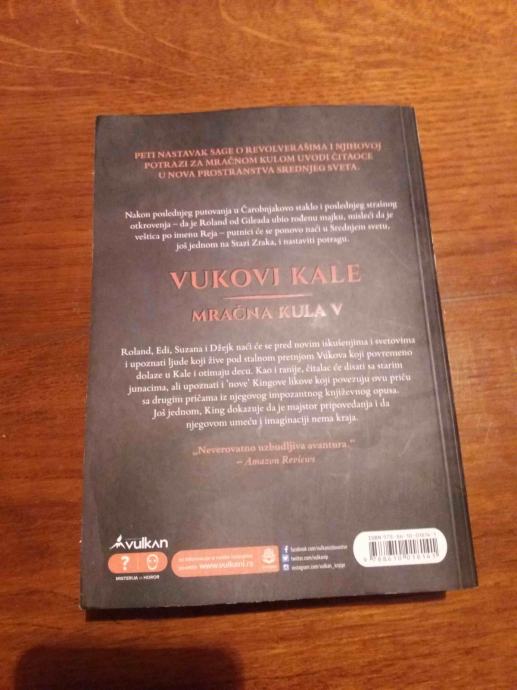 PETI NASTAVAK SAGE O REVOLVERAŠIMA I NJIHOVOJ
POTRAZI ZA MRAČNOM KULOM UVODI ČITAOCE
U NOVA PROSTRANSTVA SREDNJEG SVETA.
Nakon poslednjeg putovanja u Čarobnjakovo staklo i poslednjeg strašnog
otkrovenja – da je Roland od Gileada ubio rođenu majku, misleći da je
veštica po imenu Reja – putnici će se ponovo naći u Srednjem svetu,
još jednom na Stazi Zraka, i nastaviti potragu.
VUKOVI KALE
MRAČNA KULA V
Roland, Edi, Suzana i Džejk naći će se pred novim iskušenjima i svetovima
i upoznati ljude koji žive pod stalnom pretnjom Vukova koji povremeno
dolaze u Kale i otimaju decu. Kao i ranije, čitalac će disati sa starim
junacima, ali upoznati i 'nove' Kingove likove koji povezuju ovu priču
sa drugim pričama iz njegovog impozantnog književnog opusa.
Još jednom, King dokazuje da je majstor pripovedanja i da
njegovom umeću j imaginaciji nema kraja.
„Neverovatno uzbudljiva avantura.“
– Amazon Reviews
vulkan
?
MISTERIJA HOROR
www.vulkani.rs
facebook.com/vulkanizdavastvo
twitter.com/vulkanp
instagram.com/vulkan_knjige